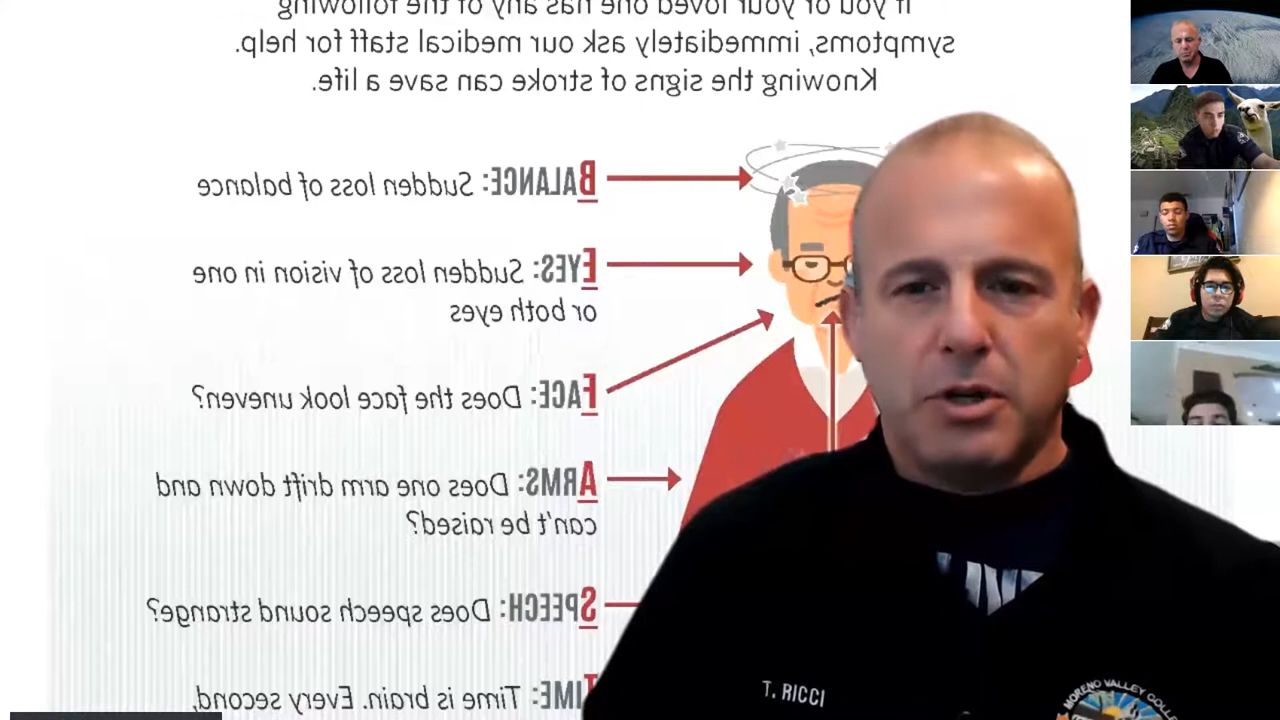 If you or your loved one has any of the following
symptoms, immediately ask our medical staff for help.
Knowing the signs of stroke can save a life.
BALANCE: Sudden loss of balance
EYES: Sudden loss of vision in one
or both eyes
FACE: Does the face look uneven?
ARMS: Does one arm drift down and
can't be raised?
SPEECH: Does speech sound strange?
TIME: Time is brain. Every second,
T. RICCI
MORENO VALLEY